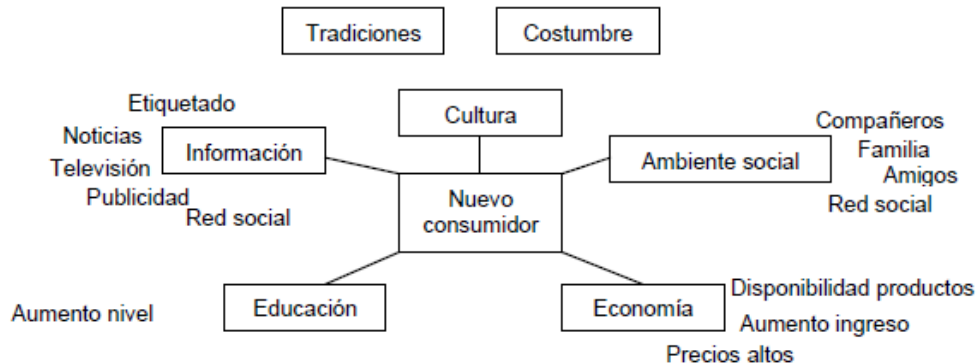 Tradiciones
Costumbre
Etiquetado
Cultura
Compañeros
Noticias
Información
Ambiente social
Familia
Televisión
Amigos
Publicidad
Nuevo
consumidor
Red social
Red social
Educación
Economía
Disponibilidad productos
Aumento nivel
Aumento ingreso
Precios altos